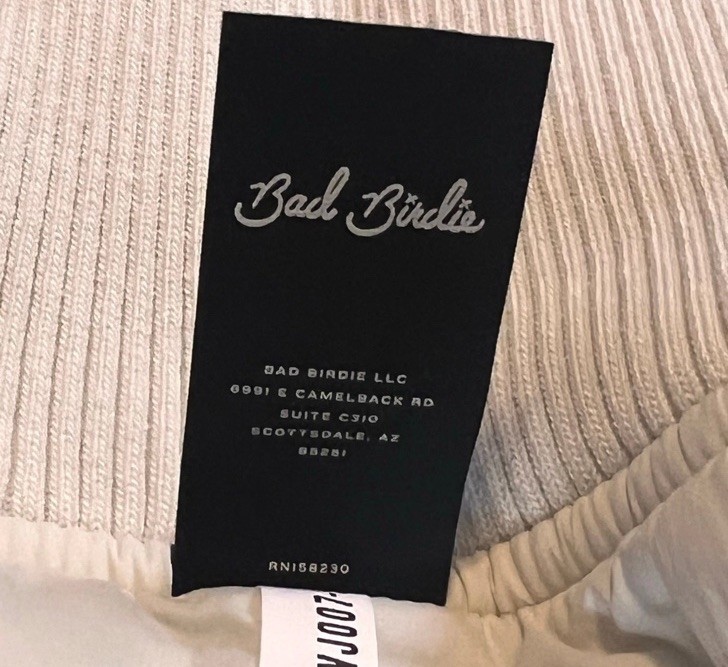 Bad Birdie
BAD BIRDIE LLC
6991 E CAMELBACK RD
SUITE C310
SCOTTSDALE, AZ
85251
RN158230